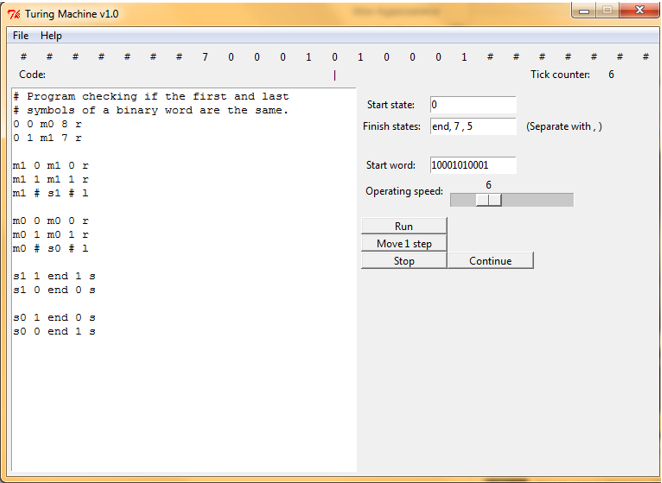 Turing Machine v1.0
File Help
# # # # # # # 7 0 0 0 1 0 1 0 0 0 1 # # # # # # #
Code: | Tick counter: 6
# Program checking if the first and last
# symbols of a binary word are the same.
0 0 m0 8 r
0 1 m1 7 r
m1 0 m1 0 r
m1 1 m1 1 r
m1 # s1 # l
m0 0 m0 0 r
m0 1 m0 1 r
m0 # s0 # l
s1 1 end 1 s
s1 0 end 0 s
s0 1 end 0 s
s0 0 end 1 s
Start state: 0
Finish states: end, 7 , 5 (Separate with , )
Start word: 10001010001
6
Operating speed:
Run
Move 1 step
Stop Continue